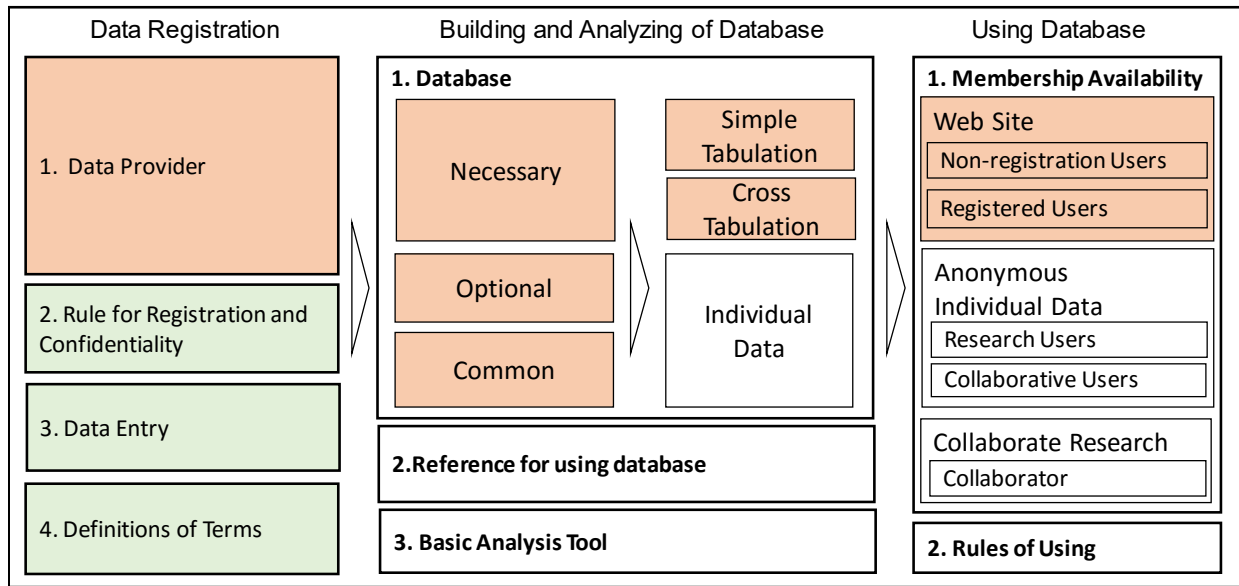 Data Registration
1. Data Provider
2. Rule for Registration and
Confidentiality
3. Data Entry
4. Definitions of Terms
Building and Analyzing of Database
1. Database
Necessary
Optional
Common
Simple
Tabulation
Cross
Tabulation
Individual
Data
2.Reference for using database
3. Basic Analysis Tool
Using Database
1. Membership Availability
Web Site
Non-registration Users
Registered Users
Anonymous
Individual Data
Research Users
Collaborative Users
Collaborate Research
Collaborator
2. Rules of Using